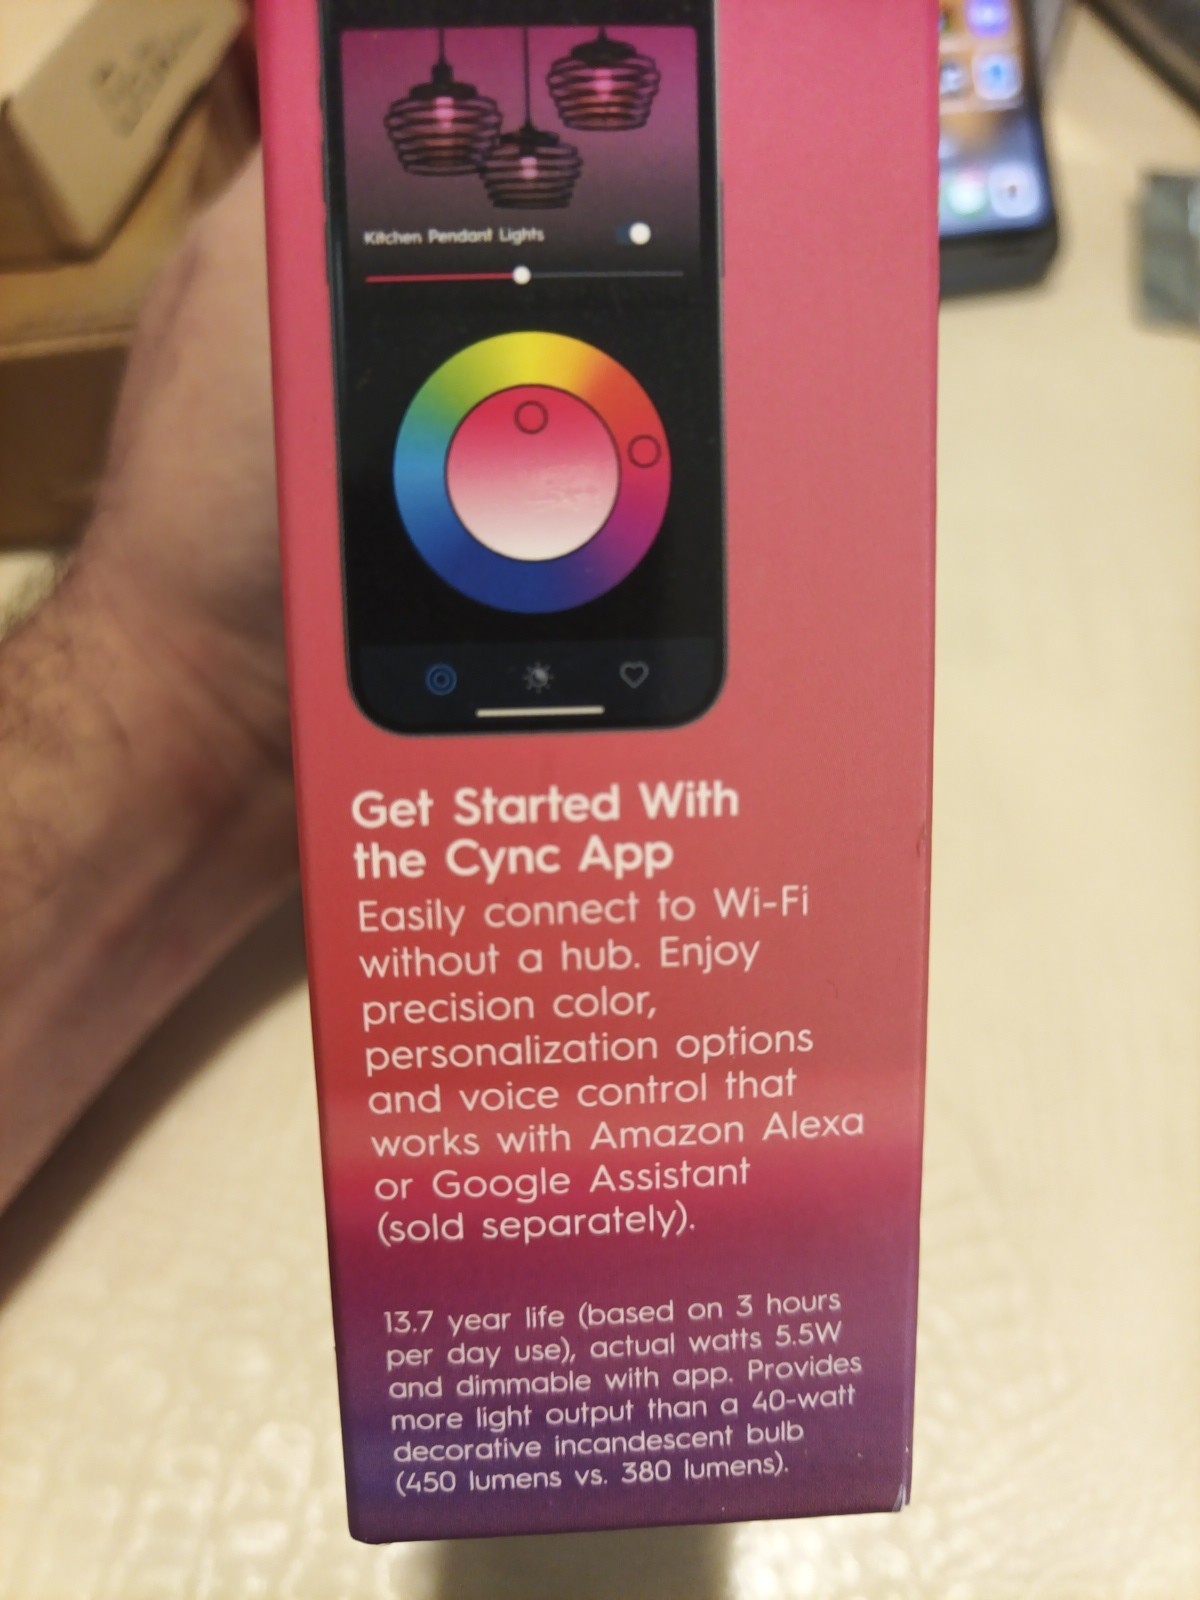 Kitchen Pendant Lights
Get Started With
the Cync App
Easily connect to Wi-Fi
without a hub. Enjoy
precision color,
personalization options
and voice control that
works with Amazon Alexa
or Google Assistant
(sold separately).
13.7 year life (based on 3 hours
per day use), actual watts 5.5W
and dimmable with app. Provides
more light output than a 40-watt
decorative incandescent bulb
(450 lumens vs. 380 lumens).